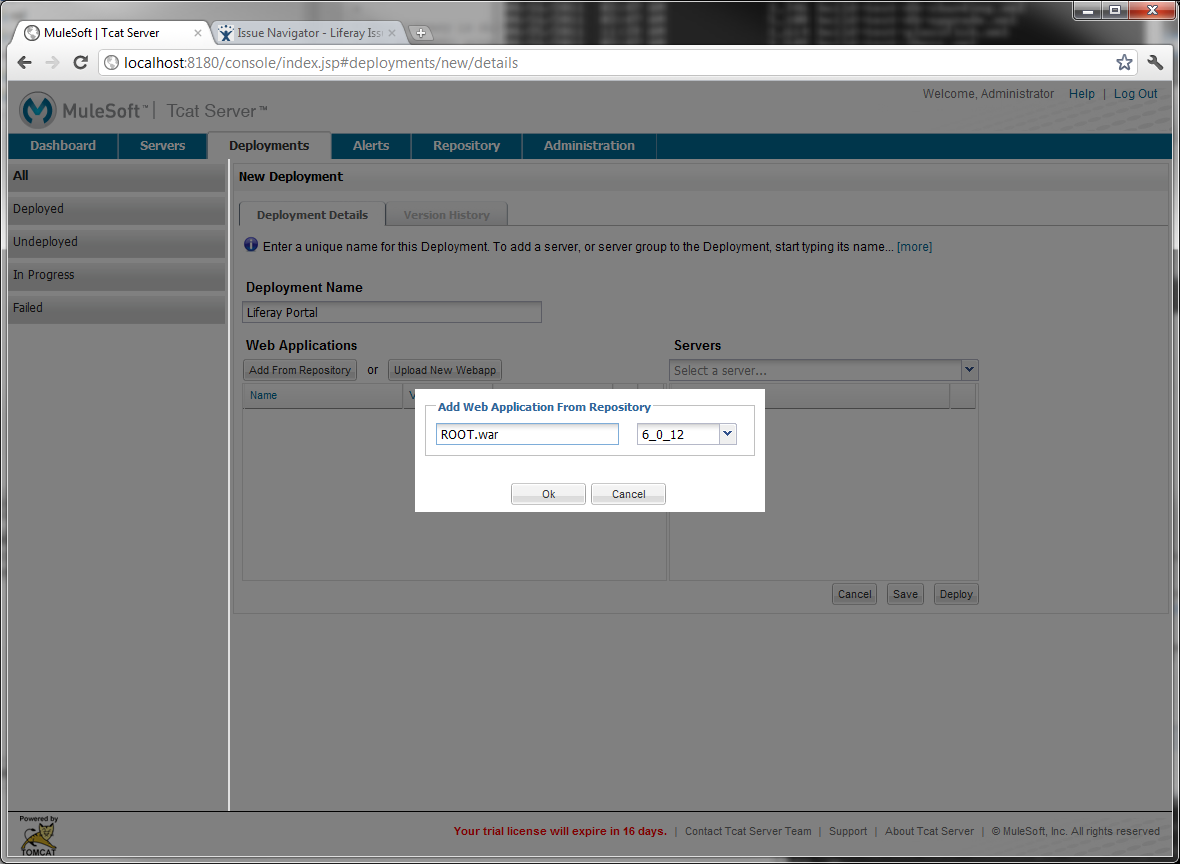 MuleSoft | Tcat Server
Issue Navigator - Liferay Iss
localhost:8180/console/index.jsp#deployments/new/details
Welcome, Administrator Help | Log Out
MuleSoft™ | Tcat Server™
Dashboard Servers Deployments Alerts Repository Administration
All
Deployed
Undeployed
In Progress
Failed
New Deployment
Deployment Details Version History
Enter a unique name for this Deployment. To add a server, or server group to the Deployment, start typing its name... [more]
Deployment Name
Liferay Portal
Web Applications Servers
Add From Repository or Upload New Webapp Select a server...
Name V
Add Web Application From Repository
ROOT.war 6_0_12
Ok Cancel
Cancel Save Deploy
Powered by
TOMCAT
Your trial license will expire in 16 days. | Contact Tcat Server Team | Support | About Tcat Server | © MuleSoft, Inc. All rights reserved